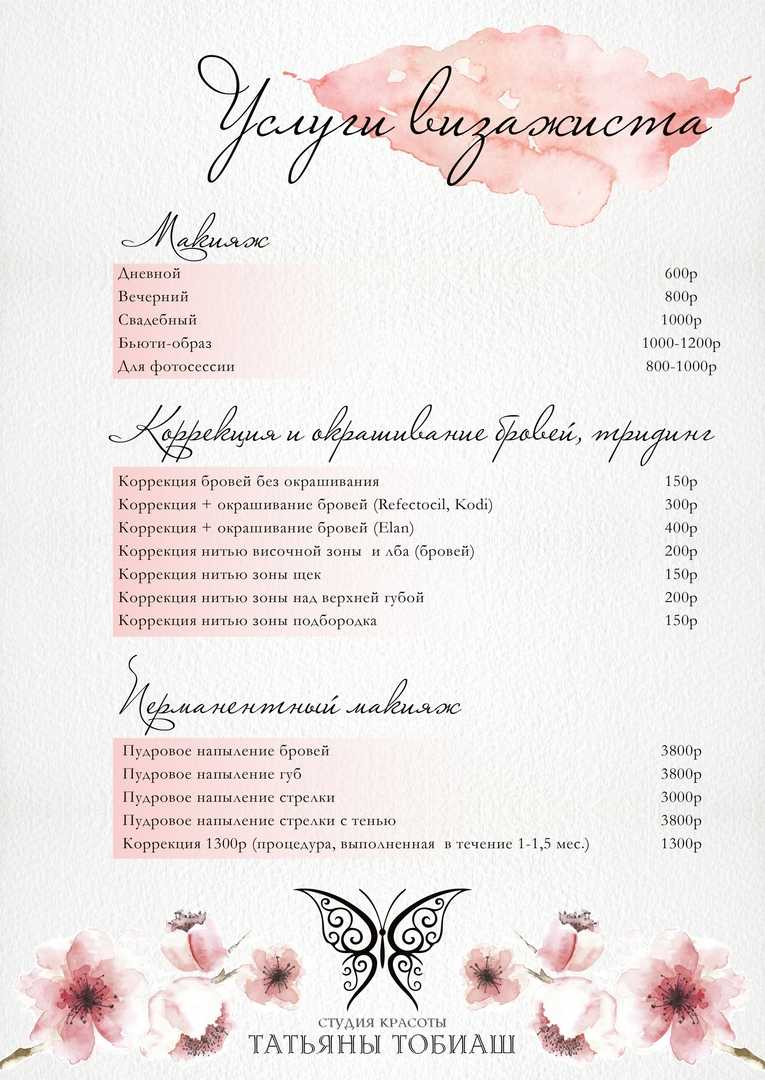 Услуги визажиста
Макияж
Дневной 600р
Вечерний 800р
Свадебный 1000р
Бьюти-образ 1000-1200р
Для фотосессии 800-1000р
Коррекция и окрашивание бровей, тридинг
Коррекция бровей без окрашивания 150р
Коррекция + окрашивание бровей (Refectocil, Kodi) 300р
Коррекция + окрашивание бровей (Elan) 400р
Коррекция нитью височной зоны и лба (бровей) 200р
Коррекция нитью зоны щек 150р
Коррекция нитью зоны над верхней губой 200р
Коррекция нитью зоны подбородка 150р
Перманентный макияж
Пудровое напыление бровей 3800р
Пудровое напыление губ 3800р
Пудровое напыление стрелки 3000р
Пудровое напыление стрелки с тенью 3800р
Коррекция 1300р (процедура, выполненная в течение 1-1,5 мес.) 1300р
СТУДИЯ КРАСОТЫ
ТАТЬЯНЫ ТОБИАШ